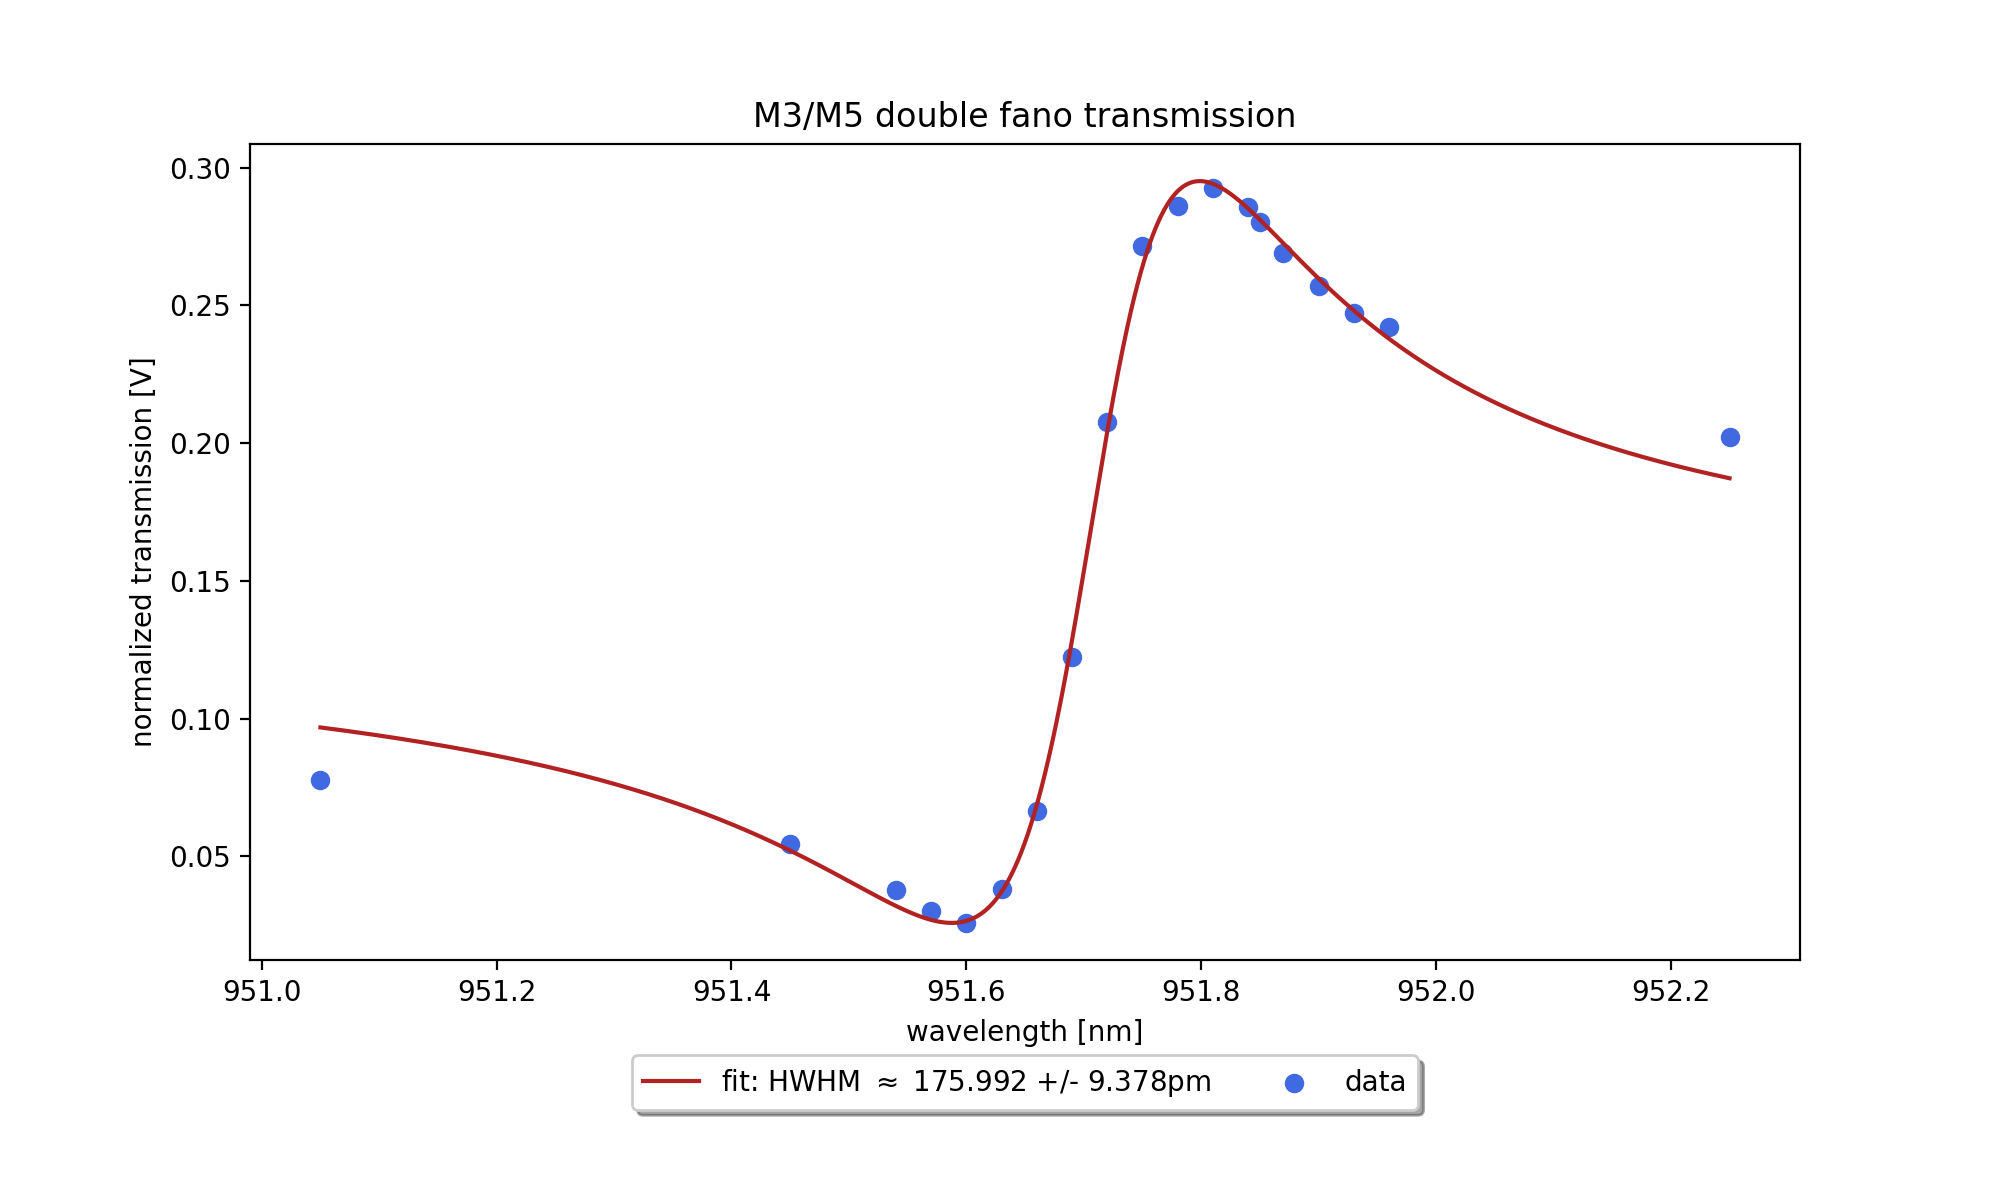 M3/M5 double fano transmission
0.30
0.25
0.20
0.15
0.10
0.05
normalized transmission [V]
951.0 951.2 951.4 951.6 951.8 952.0 952.2
wavelength [nm]
fit: HWHM ≈ 175.992 +/- 9.378pm data